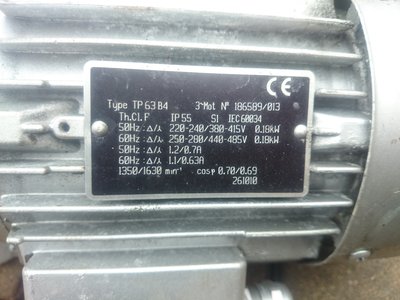 CE
Type TP 63 B4 3~Mot Nº 186589/013
Th.Cl.F IP 55 S1 IEC60034
50Hz :Δ/⅄ 220-240/380-415V 0.18kW
60Hz :Δ/⅄ 250-280/440-485V 0.18kW
50Hz :Δ/⅄ 1.2/0.7A
60Hz :Δ/⅄ 1.1/0.63A
1350/1630 min⁻¹ cosφ 0.70/0.69
261010